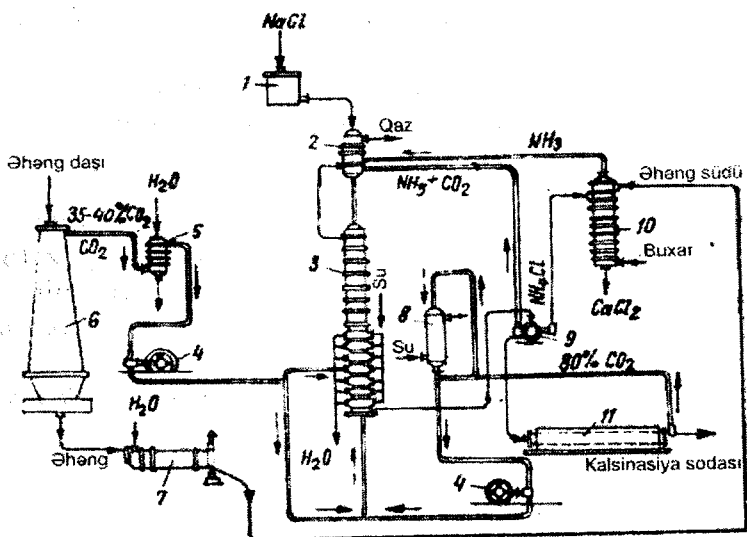 NaCl
1
Qaz
2
NH₃
Əhəng daşı
H₂O
NH₃+CO₂
Əhəng südü
35-40%CO₂
5
CO₂
10
3
Su
Buxar
8
NH₄Cl
CaCl₂
6
4
Su
9
80% CO₂
H₂O
11
Əhəng
H₂O
Kalsinasiya sodası
7
4